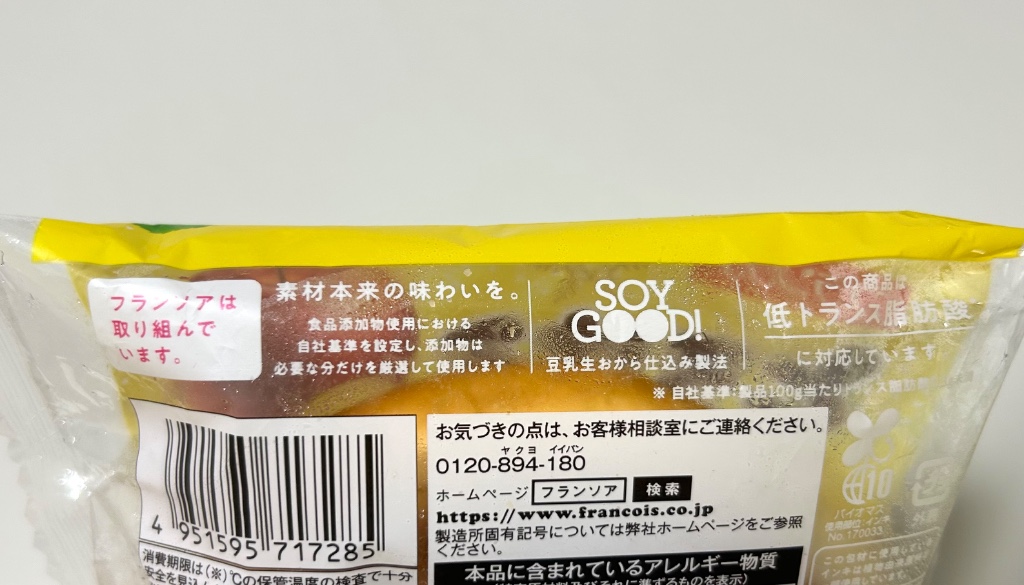 フランソアは
取り組んで
います。
素材本来の味わいを。
食品添加物使用における
自社基準を設定し、添加物は
必要な分だけを厳選して使用します
SOY
GOOD!
豆乳生おから仕込み製法
この商品は
低トランス脂肪酸
に対応しています
※自社基準:製品100g当たりトランス脂肪酸
4 951595 717285
消費期限は(※)℃の保管温度の検査で十分
お気づきの点は、お客様相談室にご連絡ください。
ヤクヨ イイパン
0120-894-180
ホームページ フランソア 検索
https://www.francois.co.jp
製造所固有記号については弊社ホームページをご参照
ください。
本品に含まれているアレルギー物質
10
バイオマス
No.170033